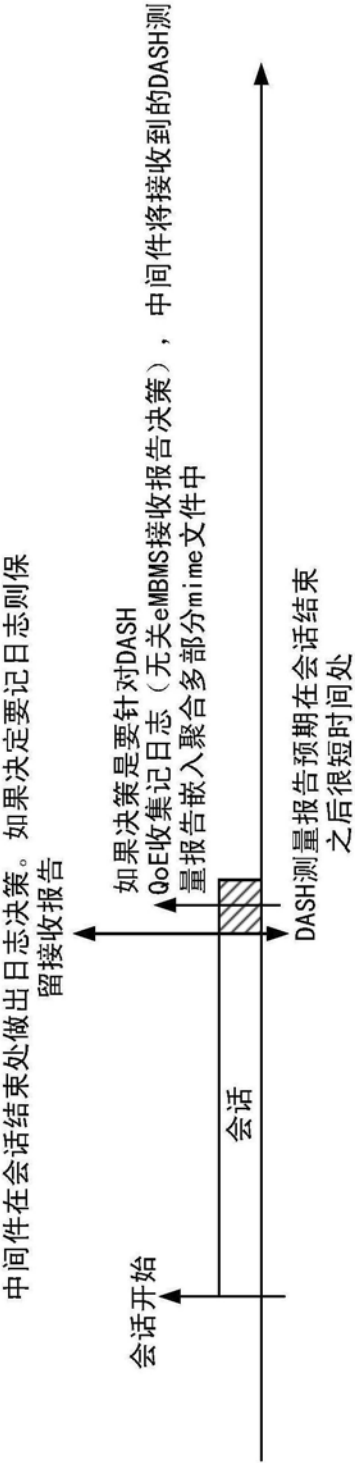 中间件在会话结束处做出日志决策。如果决定要记日志则保
留接收报告
如果决策是要针对DASH
QoE收集记日志（无关eMBMS接收报告决策），中间件将接收到的DASH测
量报告嵌入聚合多部分mime文件中
会话开始
会话
DASH测量报告预期在会话结束
之后很短时间处